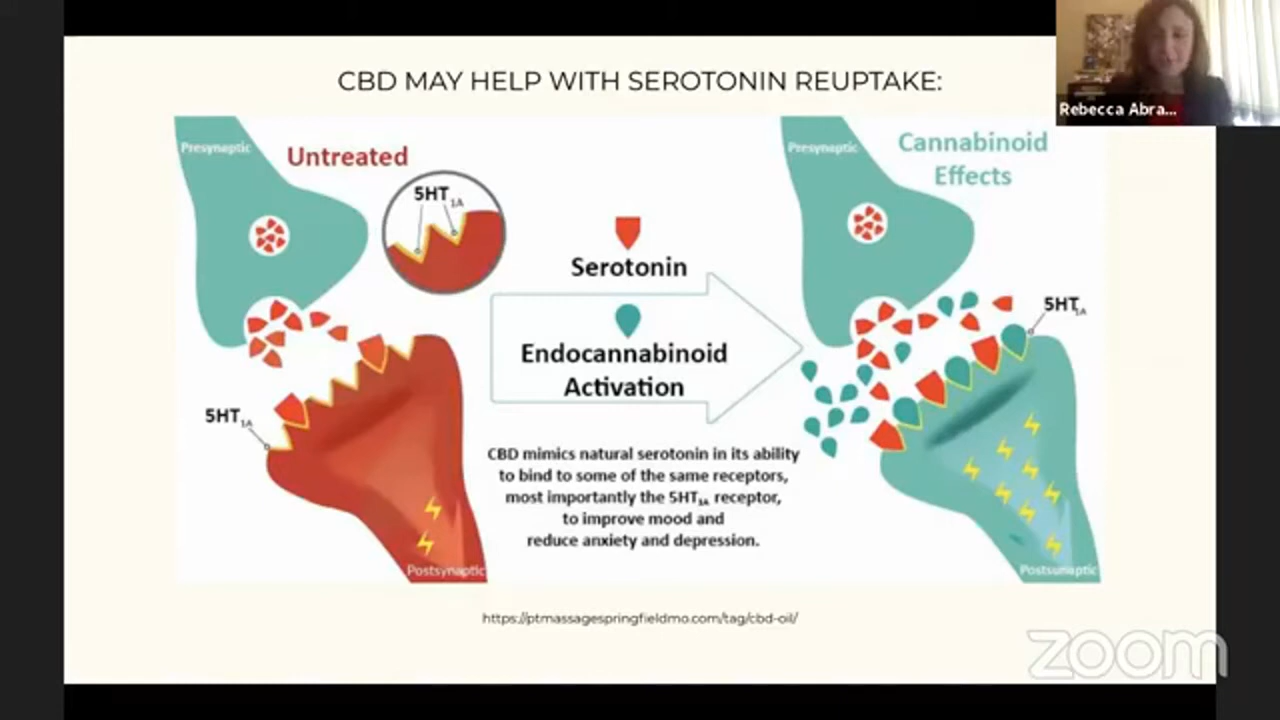 CBD MAY HELP WITH SEROTONIN REUPTAKE:
Rebecca Abra...
Presynaptic
Untreated
5HT1A
Serotonin
Endocannabinoid
Activation
5HT1A
Postsynaptic
CBD mimics natural serotonin in its ability
to bind to some of the same receptors,
most importantly the 5HT1A receptor,
to improve mood and
reduce anxiety and depression.
Presynaptic
Cannabinoid
Effects
5HT1A
Postsynaptic
https://ptmassagespringfieldmo.com/tag/cbd-oil/
zoom